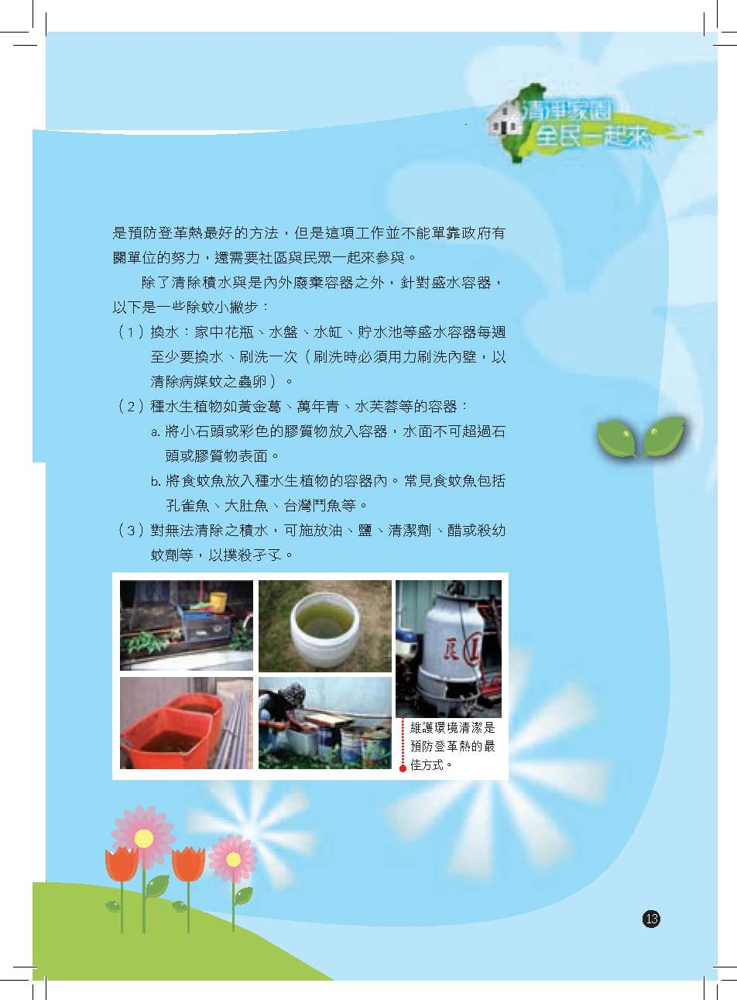 清淨家園
全民一起來
是預防登革熱最好的方法，但是這項工作並不能單靠政府有
關單位的努力，還需要社區與民眾一起來參與。
除了清除積水與是內外廢棄容器之外，針對盛水容器，
以下是一些除蚊小撇步：
（1）換水：家中花瓶、水盤、水缸、貯水池等盛水容器每週
至少要換水、刷洗一次（刷洗時必須用力刷洗內壁，以
清除病媒蚊之蟲卵）。
（2）種水生植物如黃金葛、萬年青、水芙蓉等的容器：
a. 將小石頭或彩色的膠質物放入容器，水面不可超過石
頭或膠質物表面。
b. 將食蚊魚放入種水生植物的容器內。常見食蚊魚包括
孔雀魚、大肚魚、台灣鬥魚等。
（3）對無法清除之積水，可施放油、鹽、清潔劑、醋或殺幼
蚊劑等，以撲殺孑孓。
維護環境清潔是
預防登革熱的最
佳方式。
13